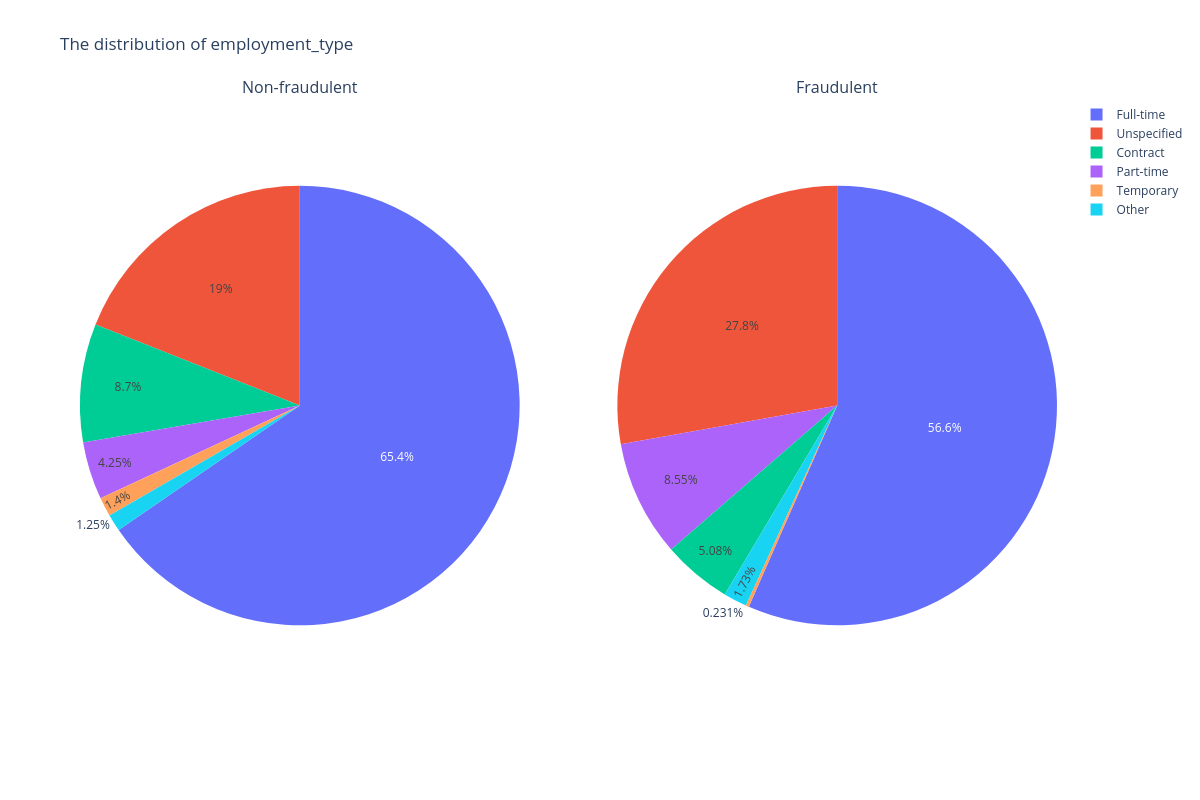 The distribution of employment_type
Non-fraudulent
Fraudulent
Full-time
Unspecified
Contract
Part-time
Temporary
Other
19%
8.7%
4.25%
1.4%
1.25%
65.4%
27.8%
56.6%
8.55%
5.08%
1.73%
0.231%